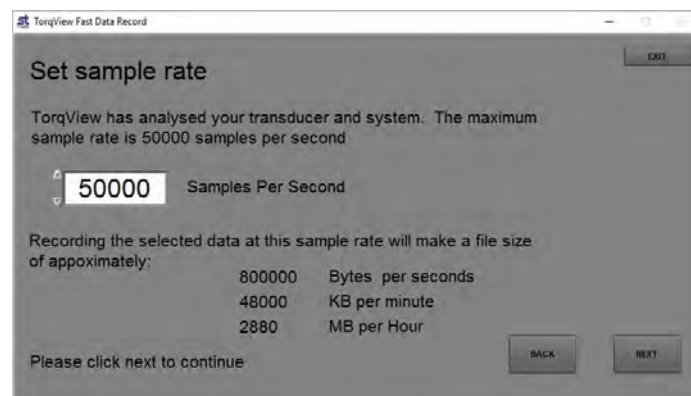 st TorqView Fast Data Record
EXIT
Set sample rate
TorqView has analysed your transducer and system. The maximum
sample rate is 50000 samples per second
50000 Samples Per Second
Recording the selected data at this sample rate will make a file size
of appoximately:
800000 Bytes per seconds
48000 KB per minute
2880 MB per Hour
Please click next to continue
BACK
NEXT